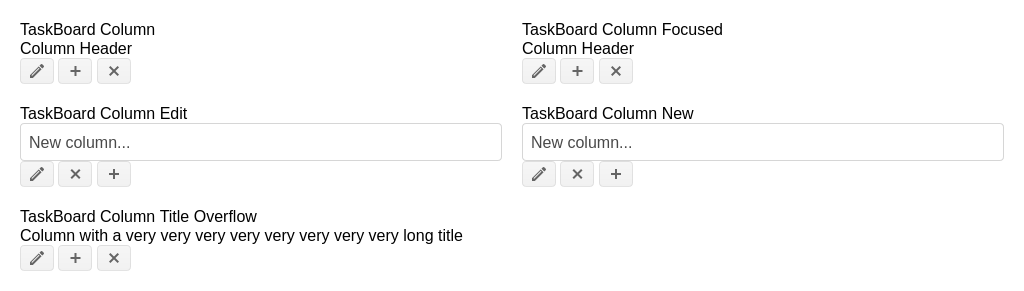 TaskBoard Column
Column Header
TaskBoard Column Focused
Column Header
TaskBoard Column Edit
New column...
TaskBoard Column New
New column...
TaskBoard Column Title Overflow
Column with a very very very very very very very very long title